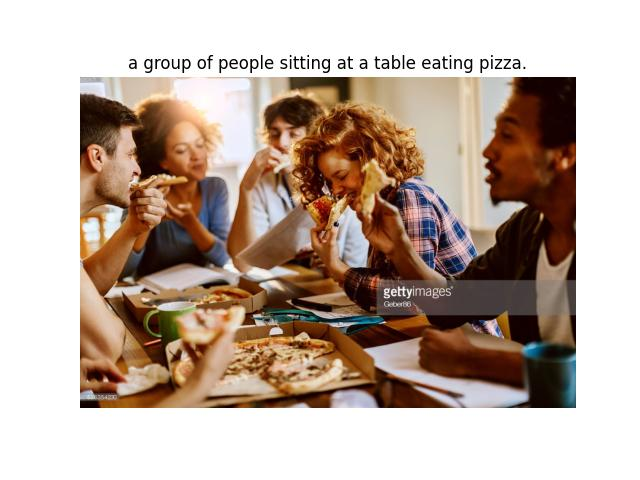 a group of people sitting at a table eating pizza.
gettyimages
Geber86